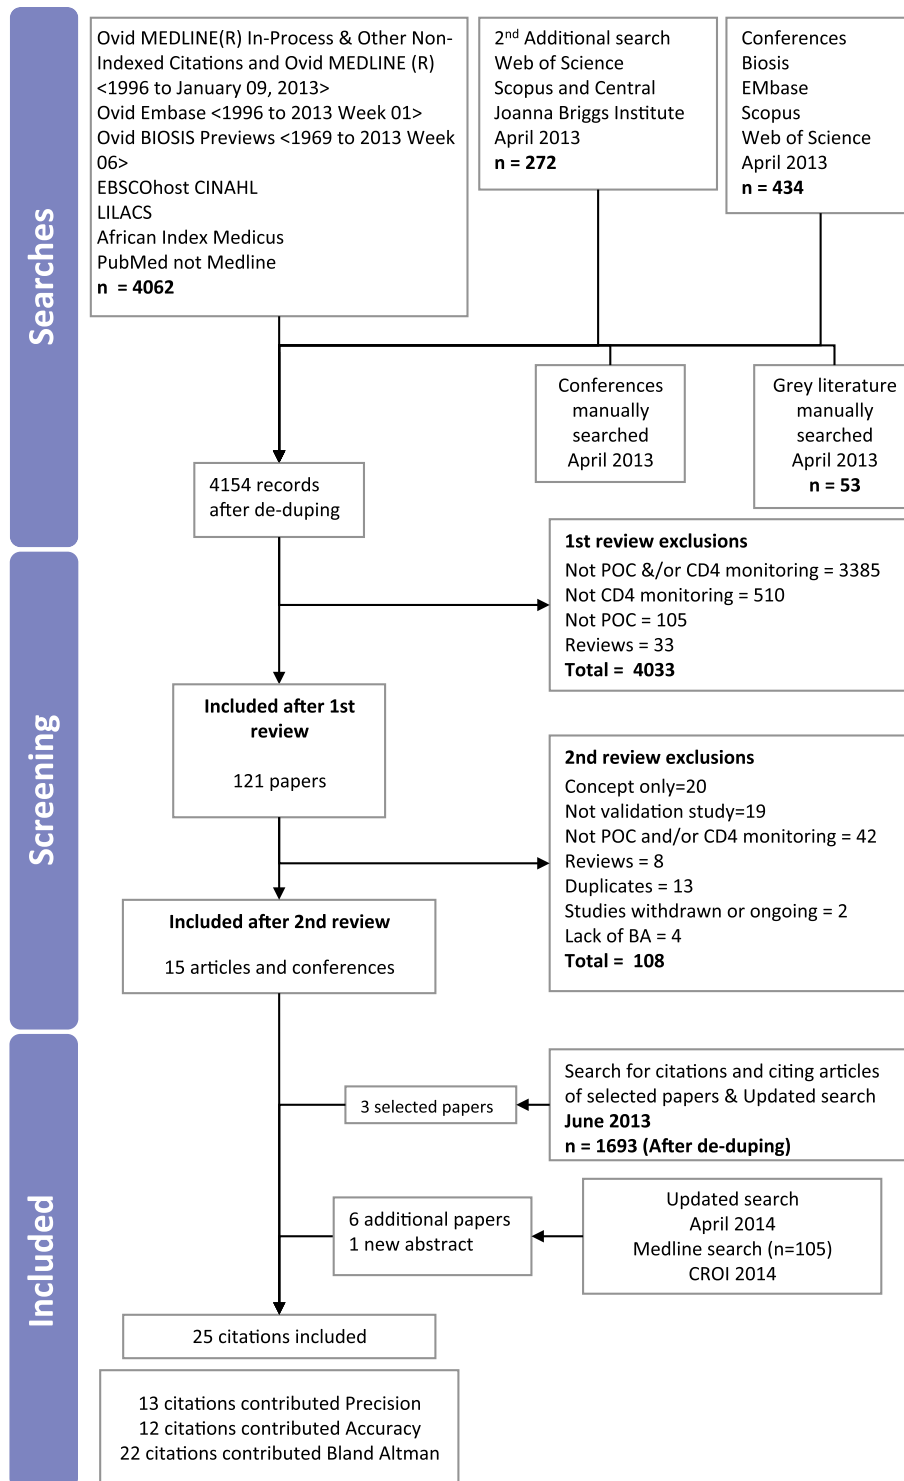 Searches
Ovid MEDLINE(R) In-Process & Other Non-
Indexed Citations and Ovid MEDLINE (R)
<1996 to January 09, 2013>
Ovid Embase <1996 to 2013 Week 01>
Ovid BIOSIS Previews <1969 to 2013 Week
06>
EBSCOhost CINAHL
LILACS
African Index Medicus
PubMed not Medline
n = 4062
2nd Additional search
Web of Science
Scopus and Central
Joanna Briggs Institute
April 2013
n = 272
Conferences
Biosis
EMbase
Scopus
Web of Science
April 2013
n = 434
Conferences
manually
searched
April 2013
Grey literature
manually
searched
April 2013
n = 53
4154 records
after de-duping
Screening
1st review exclusions
Not POC &/or CD4 monitoring = 3385
Not CD4 monitoring = 510
Not POC = 105
Reviews = 33
Total = 4033
Included after 1st
review
121 papers
2nd review exclusions
Concept only=20
Not validation study=19
Not POC and/or CD4 monitoring = 42
Reviews = 8
Duplicates = 13
Studies withdrawn or ongoing = 2
Lack of BA = 4
Total = 108
Included after 2nd review
15 articles and conferences
Included
Search for citations and citing articles
of selected papers & Updated search
June 2013
n = 1693 (After de-duping)
3 selected papers
Updated search
April 2014
Medline search (n=105)
CROI 2014
6 additional papers
1 new abstract
25 citations included
13 citations contributed Precision
12 citations contributed Accuracy
22 citations contributed Bland Altman